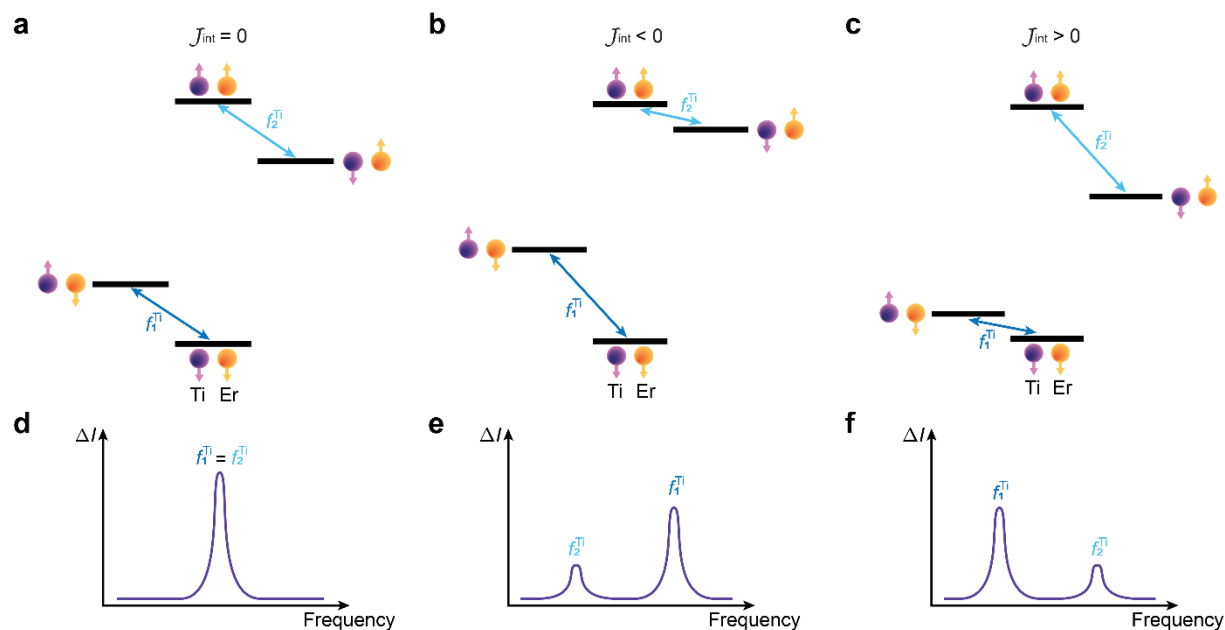 a
J_int = 0
f_2^Ti
f_1^Ti
Ti Er
b
J_int < 0
f_2^Ti
f_1^Ti
Ti Er
c
J_int > 0
f_2^Ti
f_1^Ti
Ti Er
d
ΔI
f_1^Ti = f_2^Ti
Frequency
e
ΔI
f_1^Ti
f_2^Ti
Frequency
f
ΔI
f_1^Ti
f_2^Ti
Frequency